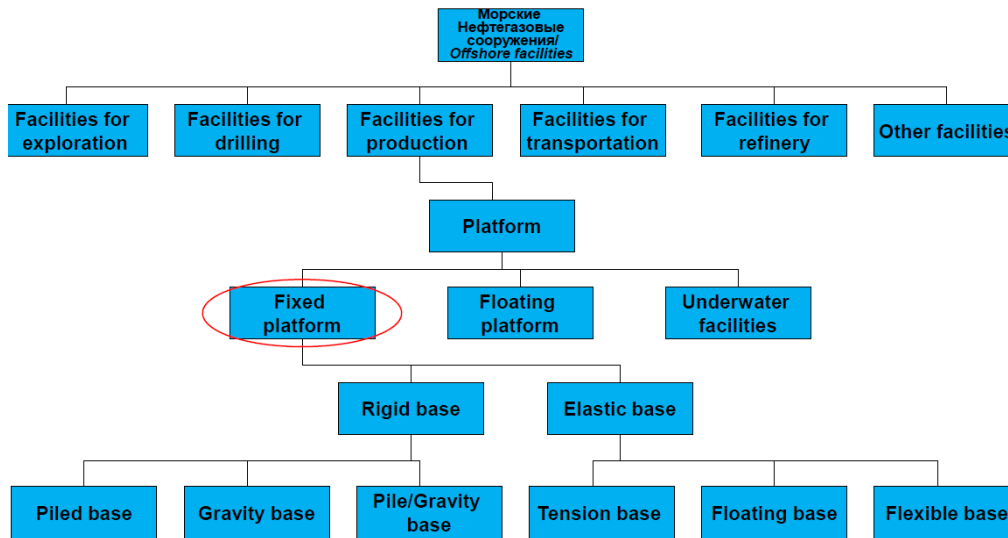 Морские
Нефтегазовые
сооружения/
Offshore facilities
Facilities for
exploration
Facilities for
drilling
Facilities for
production
Facilities for
transportation
Facilities for
refinery
Other facilities
Platform
Fixed
platform
Floating
platform
Underwater
facilities
Rigid base
Elastic base
Piled base
Gravity base
Pile/Gravity
base
Tension base
Floating base
Flexible base